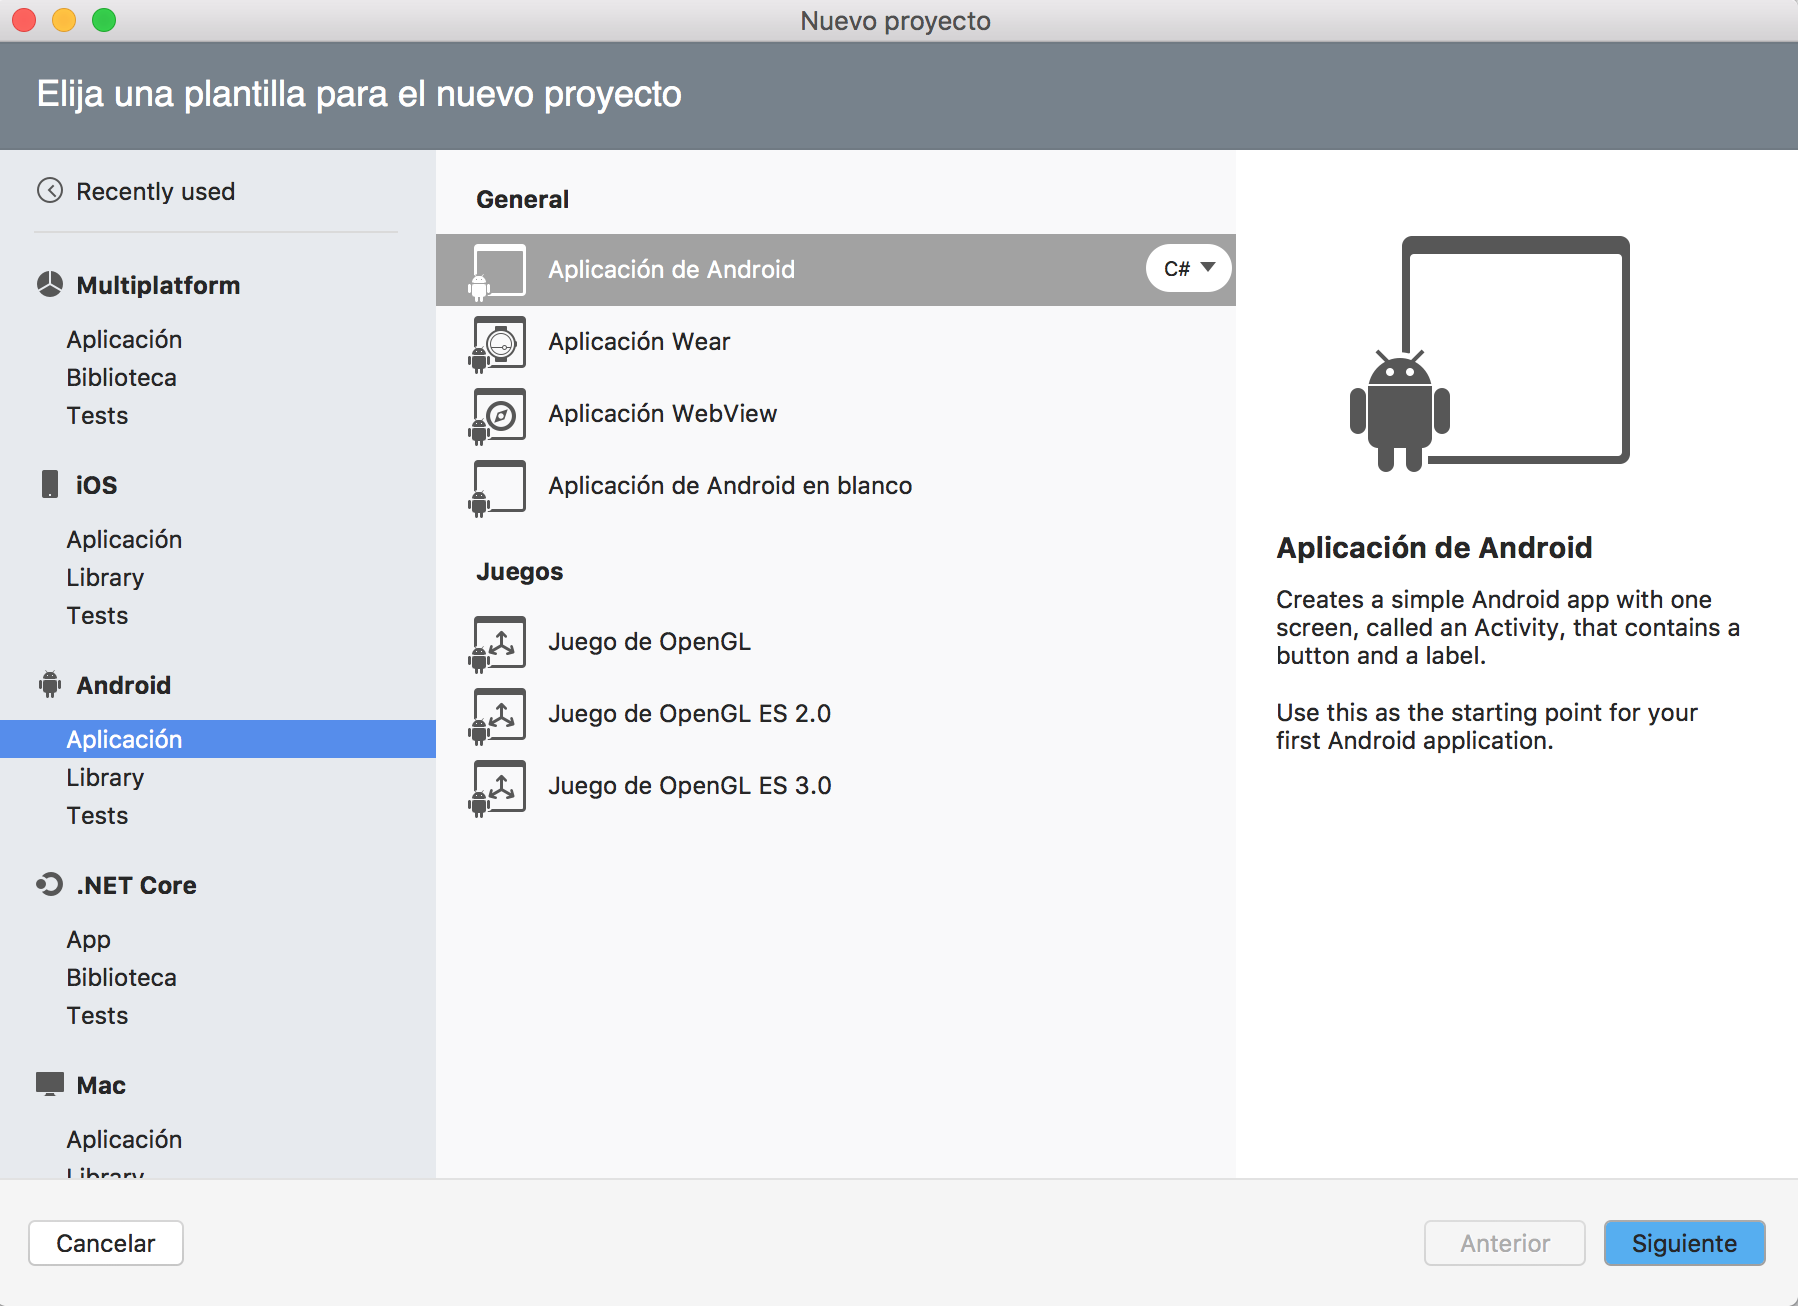 Nuevo proyecto
Elija una plantilla para el nuevo proyecto
Recently used
Multiplatform
Aplicación
Biblioteca
Tests
iOS
Aplicación
Library
Tests
Android
Aplicación
Library
Tests
.NET Core
App
Biblioteca
Tests
Mac
Aplicación
Library
General
Aplicación de Android
C#
Aplicación Wear
Aplicación WebView
Aplicación de Android en blanco
Juegos
Juego de OpenGL
Juego de OpenGL ES 2.0
Juego de OpenGL ES 3.0
Aplicación de Android
Creates a simple Android app with one
screen, called an Activity, that contains a
button and a label.
Use this as the starting point for your
first Android application.
Cancelar
Anterior
Siguiente